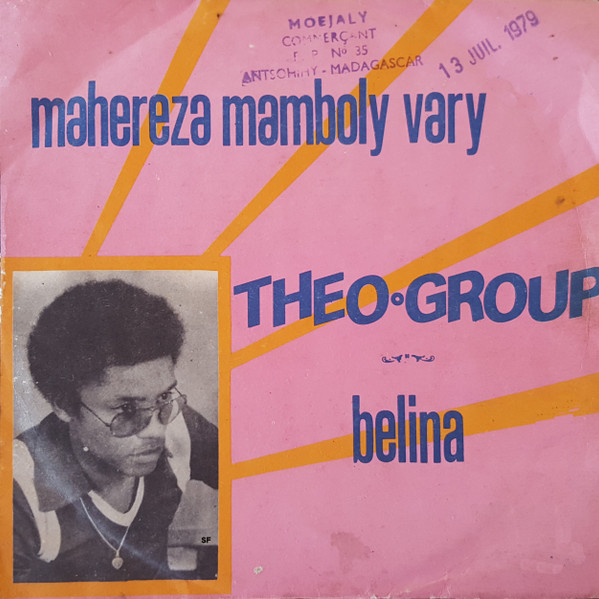 MOEJALY
COMMERÇANT
B.P Nº 35
ANTSOHIHY - MADAGASCAR
13 JUIL. 1979
mahereza mamboly vary
THEO•GROUP
belina
SF